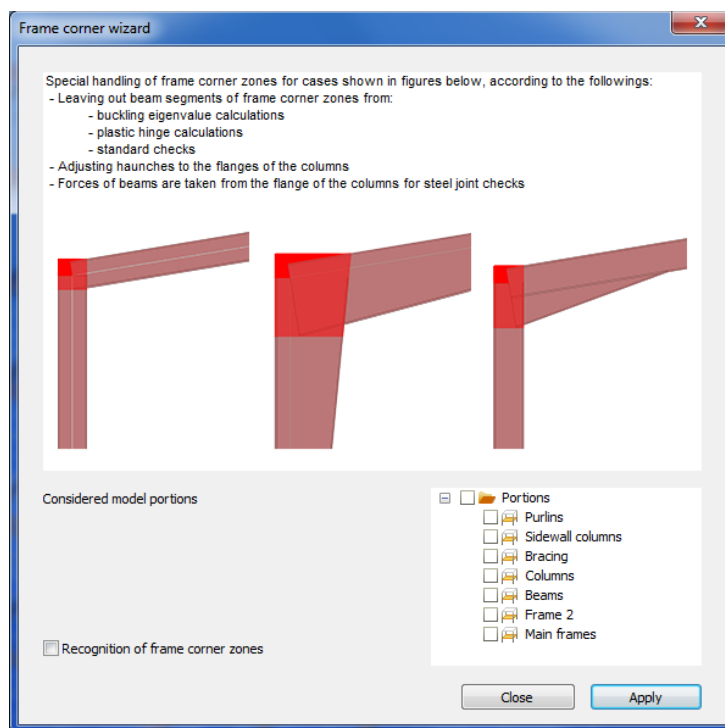 Frame corner wizard
Special handling of frame corner zones for cases shown in figures below, according to the followings:
- Leaving out beam segments of frame corner zones from:
- buckling eigenvalue calculations
- plastic hinge calculations
- standard checks
- Adjusting haunches to the flanges of the columns
- Forces of beams are taken from the flange of the columns for steel joint checks
Considered model portions
Portions
Purlins
Sidewall columns
Bracing
Columns
Beams
Frame 2
Main frames
Recognition of frame corner zones
Close
Apply